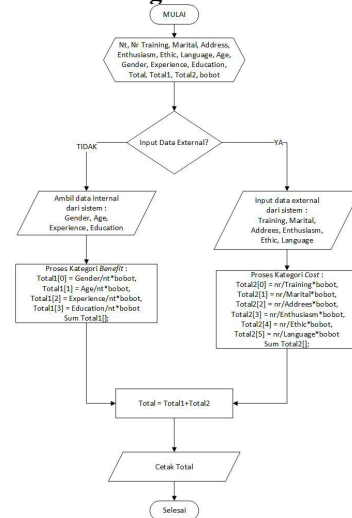 MULAI
Nt, Nr Training, Marital, Address,
Enthusiasm, Ethic, Language, Age,
Gender, Experience, Education,
Total, Total1, Total2, bobot
Input Data External?
TIDAK
YA
Ambil data internal
dari sistem :
Gender, Age,
Experience, Education
Input data external
dari sistem :
Training, Marital,
Addres, Enthusiasm,
Ethic, Language
Proses Kategori Benefit :
Total1[0] = Gender/nt*bobot,
Total1[1] = Age/nt*bobot,
Total1[2] = Experience/nt*bobot,
Total1[3] = Education/nt*bobot
Sum Total1[];
Proses Kategori Cost :
Total2[0] = nr/Training*bobot,
Total2[1] = nr/Marital*bobot,
Total2[2] = nr/Addrees*bobot,
Total2[3] = nr/Enthusiasm*bobot,
Total2[4] = nr/Ethic*bobot,
Total2[5] = nr/Language*bobot
Sum Total2[];
Total = Total1+Total2
Cetak Total
Selesai